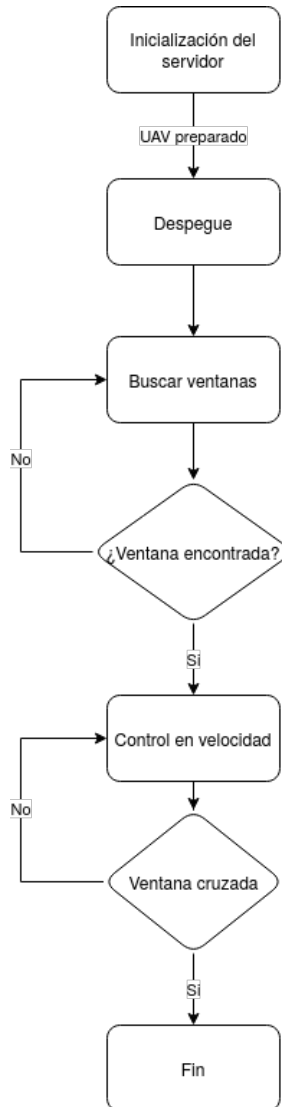 Inicialización del
servidor
UAV preparado
Despegue
Buscar ventanas
No
¿Ventana encontrada?
Si
Control en velocidad
No
Ventana cruzada
Si
Fin